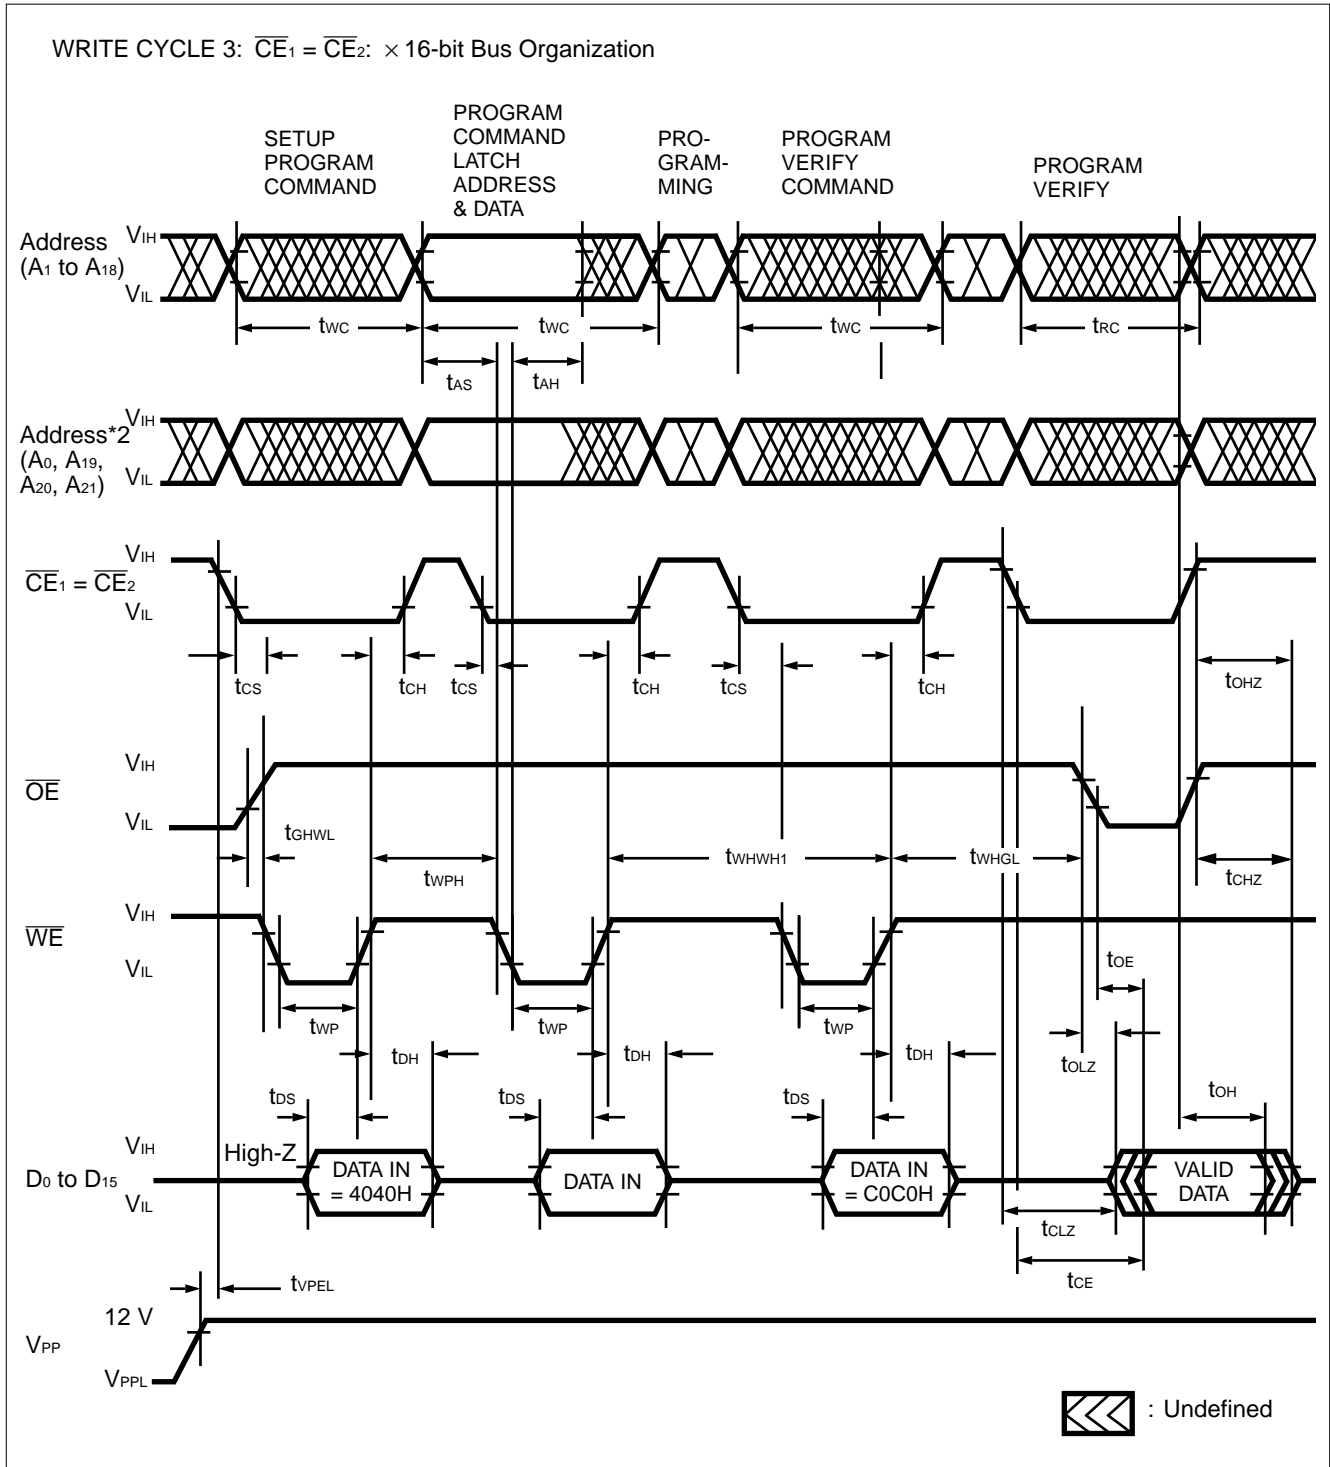 WRITE CYCLE 3: CE1 = CE2: × 16-bit Bus Organization
SETUP
PROGRAM
COMMAND
PROGRAM
COMMAND
LATCH
ADDRESS
& DATA
PRO-
GRAM-
MING
PROGRAM
VERIFY
COMMAND
PROGRAM
VERIFY
Address
(A1 to A18)
VIH
VIL
tWC
tWC
tWC
tRC
tAS
tAH
Address*2
(A0, A19,
A20, A21)
VIH
VIL
CE1 = CE2
VIH
VIL
tCS
tCH
tCS
tCH
tCS
tCH
tOHZ
OE
VIH
VIL
tGHWL
tWPH
tWHWH1
tWHGL
tCHZ
WE
VIH
VIL
tWP
tWP
tWP
tOE
tOLZ
tDH
tDH
tDH
tDS
tDS
tDS
tOH
D0 to D15
VIH
VIL
High-Z
DATA IN
= 4040H
DATA IN
DATA IN
= C0C0H
VALID
DATA
tCLZ
tCE
tVPEL
VPP
12 V
VPPL
: Undefined